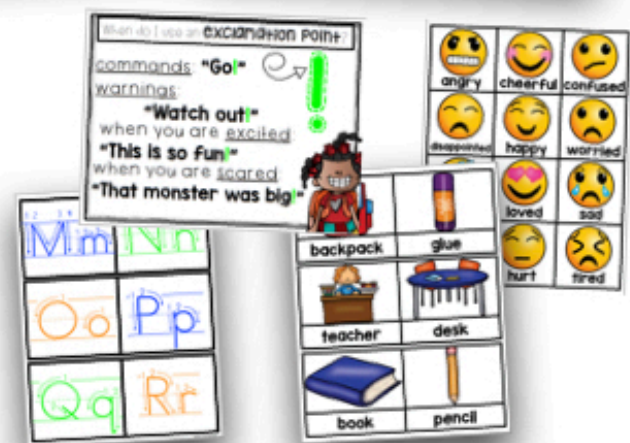 When do I use an exclamation point?
commands: "Go!"
warnings:
"Watch out!"
when you are excited:
"This is so fun!"
when you are scared:
"That monster was big!
angry cheerful confused
disappointed happy worried
loved sad
hurt tired
Mm Nn
Oo Pp
Qq Rr
backpack glue
teacher desk
book pencil